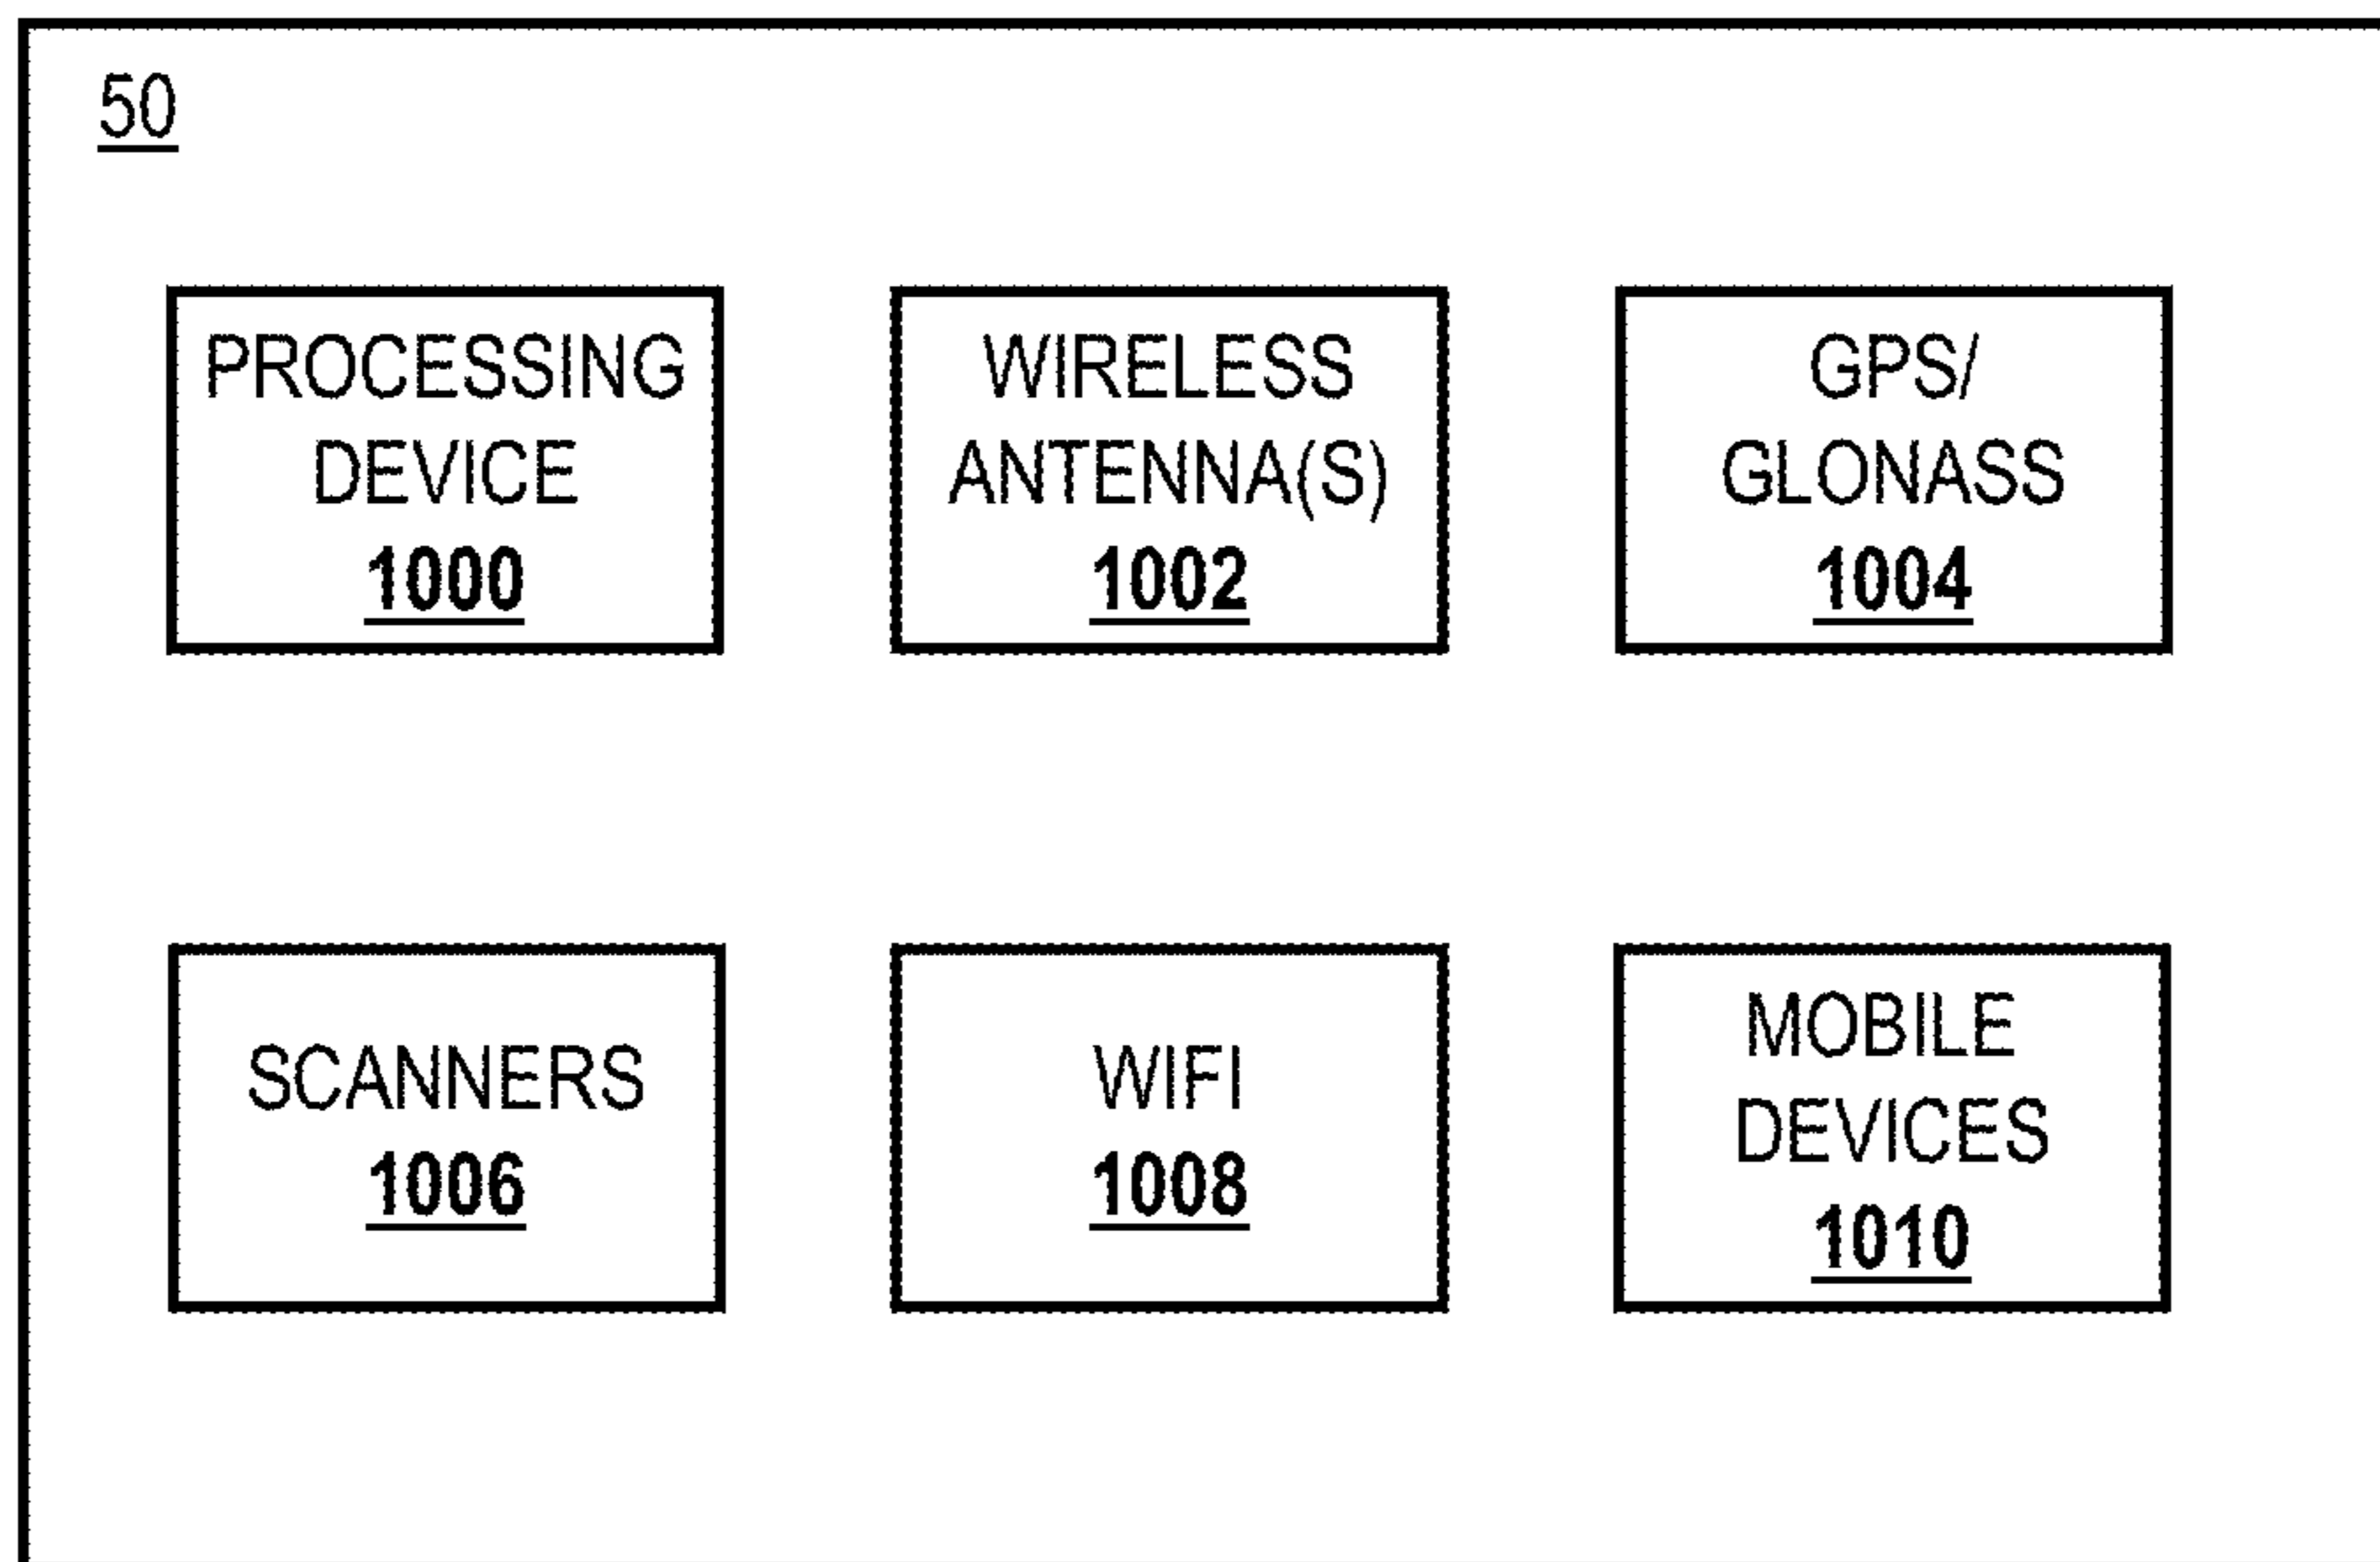 50
PROCESSING
DEVICE
1000
WIRELESS
ANTENNA(S)
1002
GPS/
GLONASS
1004
SCANNERS
1006
WIFI
1008
MOBILE
DEVICES
1010